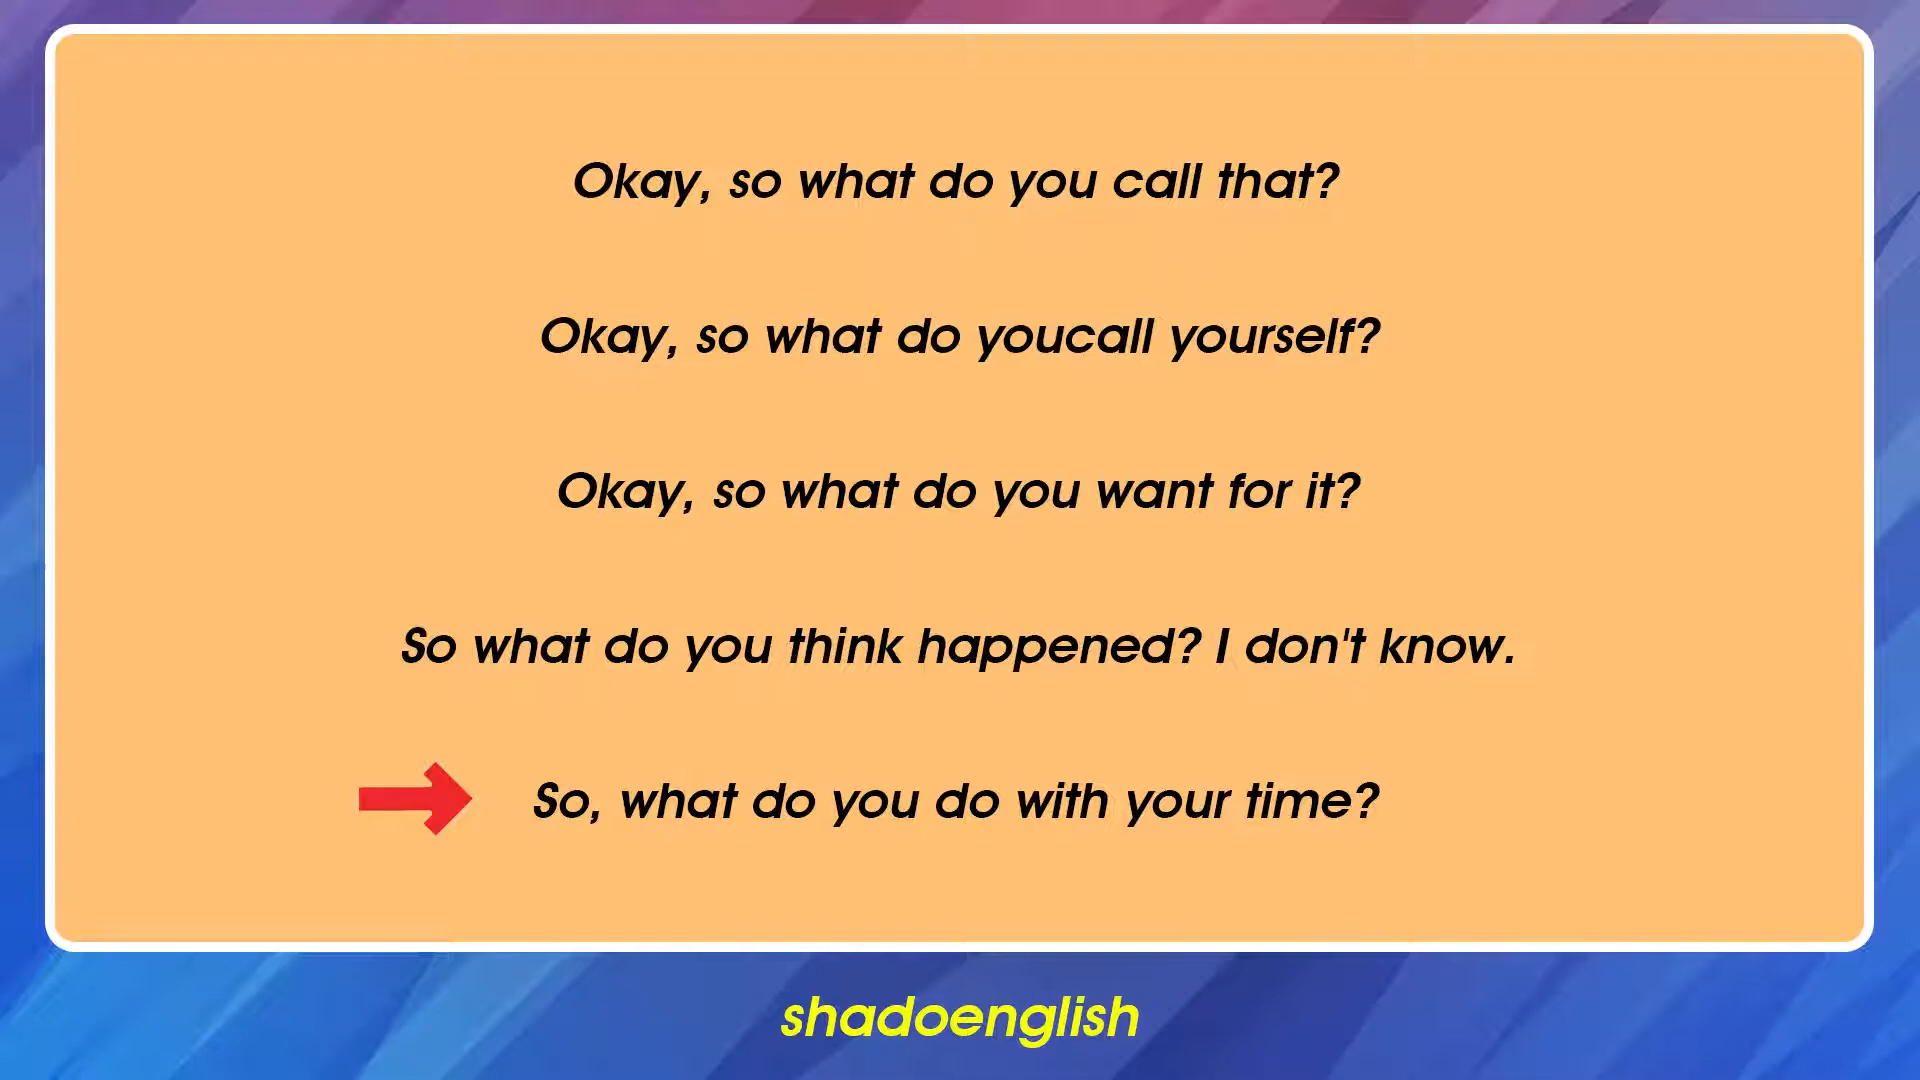 Okay, so what do you call that?
Okay, so what do youcall yourself?
Okay, so what do you want for it?
So what do you think happened? I don't know.
So, what do you do with your time?
shadoenglish